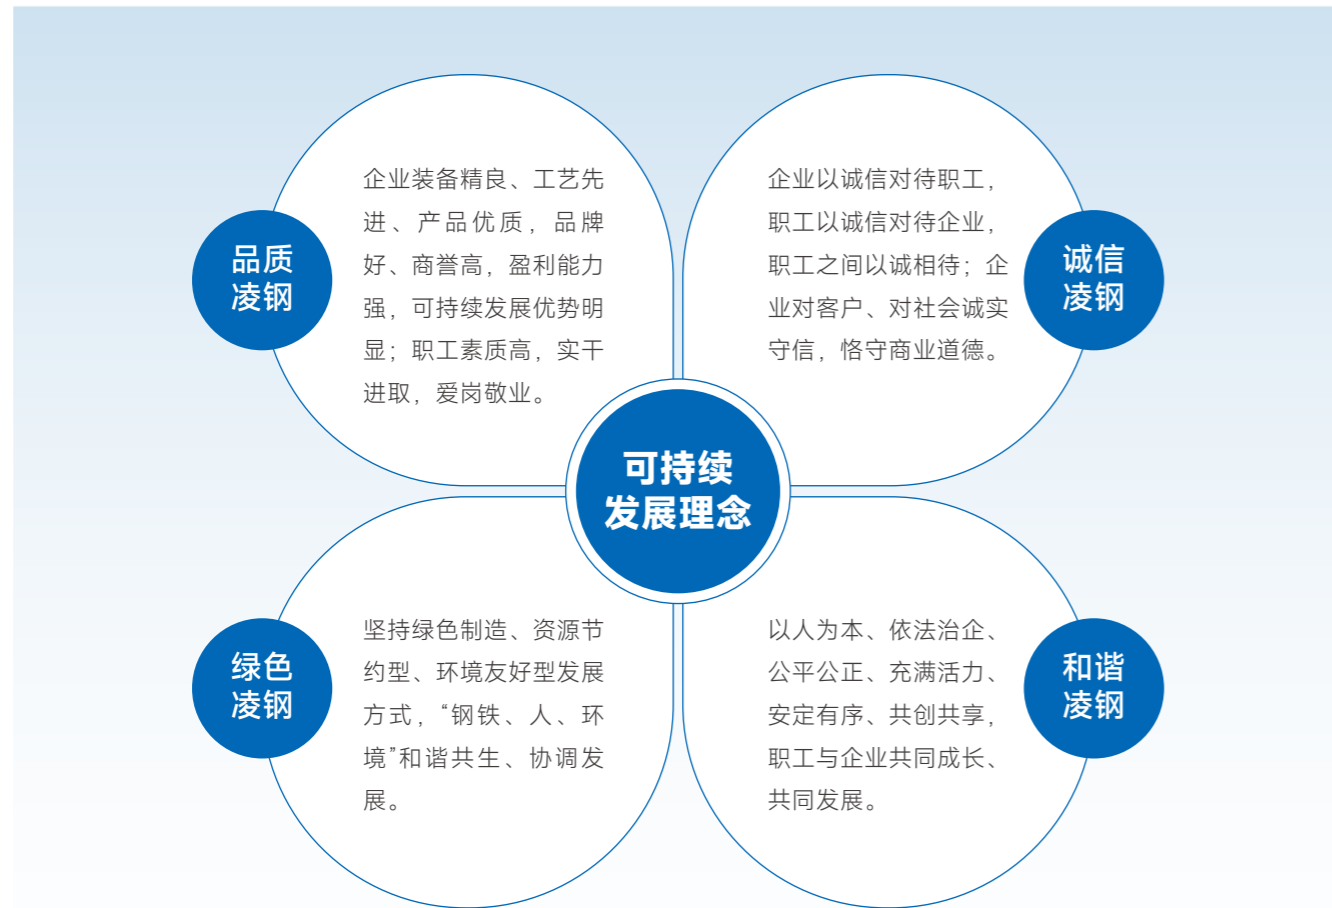 品质
凌钢
企业装备精良、工艺先
进、产品优质，品牌
好、商誉高，盈利能力
强，可持续发展优势明
显；职工素质高，实干
进取，爱岗敬业。
企业以诚信对待职工，
职工以诚信对待企业，
职工之间以诚相待；企
业对客户、对社会诚实
守信，恪守商业道德。
诚信
凌钢
可持续
发展理念
绿色
凌钢
坚持绿色制造、资源节
约型、环境友好型发展
方式，“钢铁、人、环
境”和谐共生、协调发
展。
以人为本、依法治企、
公平公正、充满活力、
安定有序、共创共享，
职工与企业共同成长、
共同发展。
和谐
凌钢